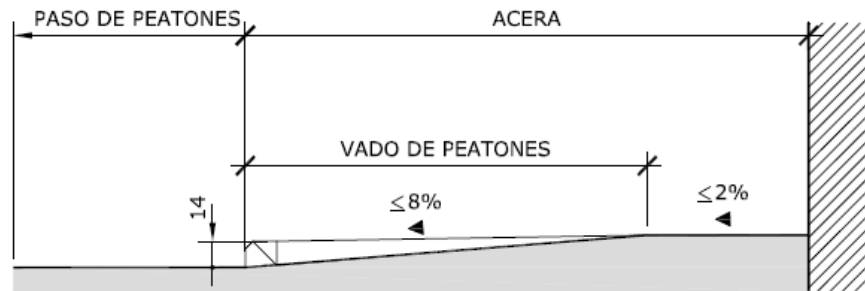 PASO DE PEATONES
ACERA
VADO DE PEATONES
14
≤8%
≤2%